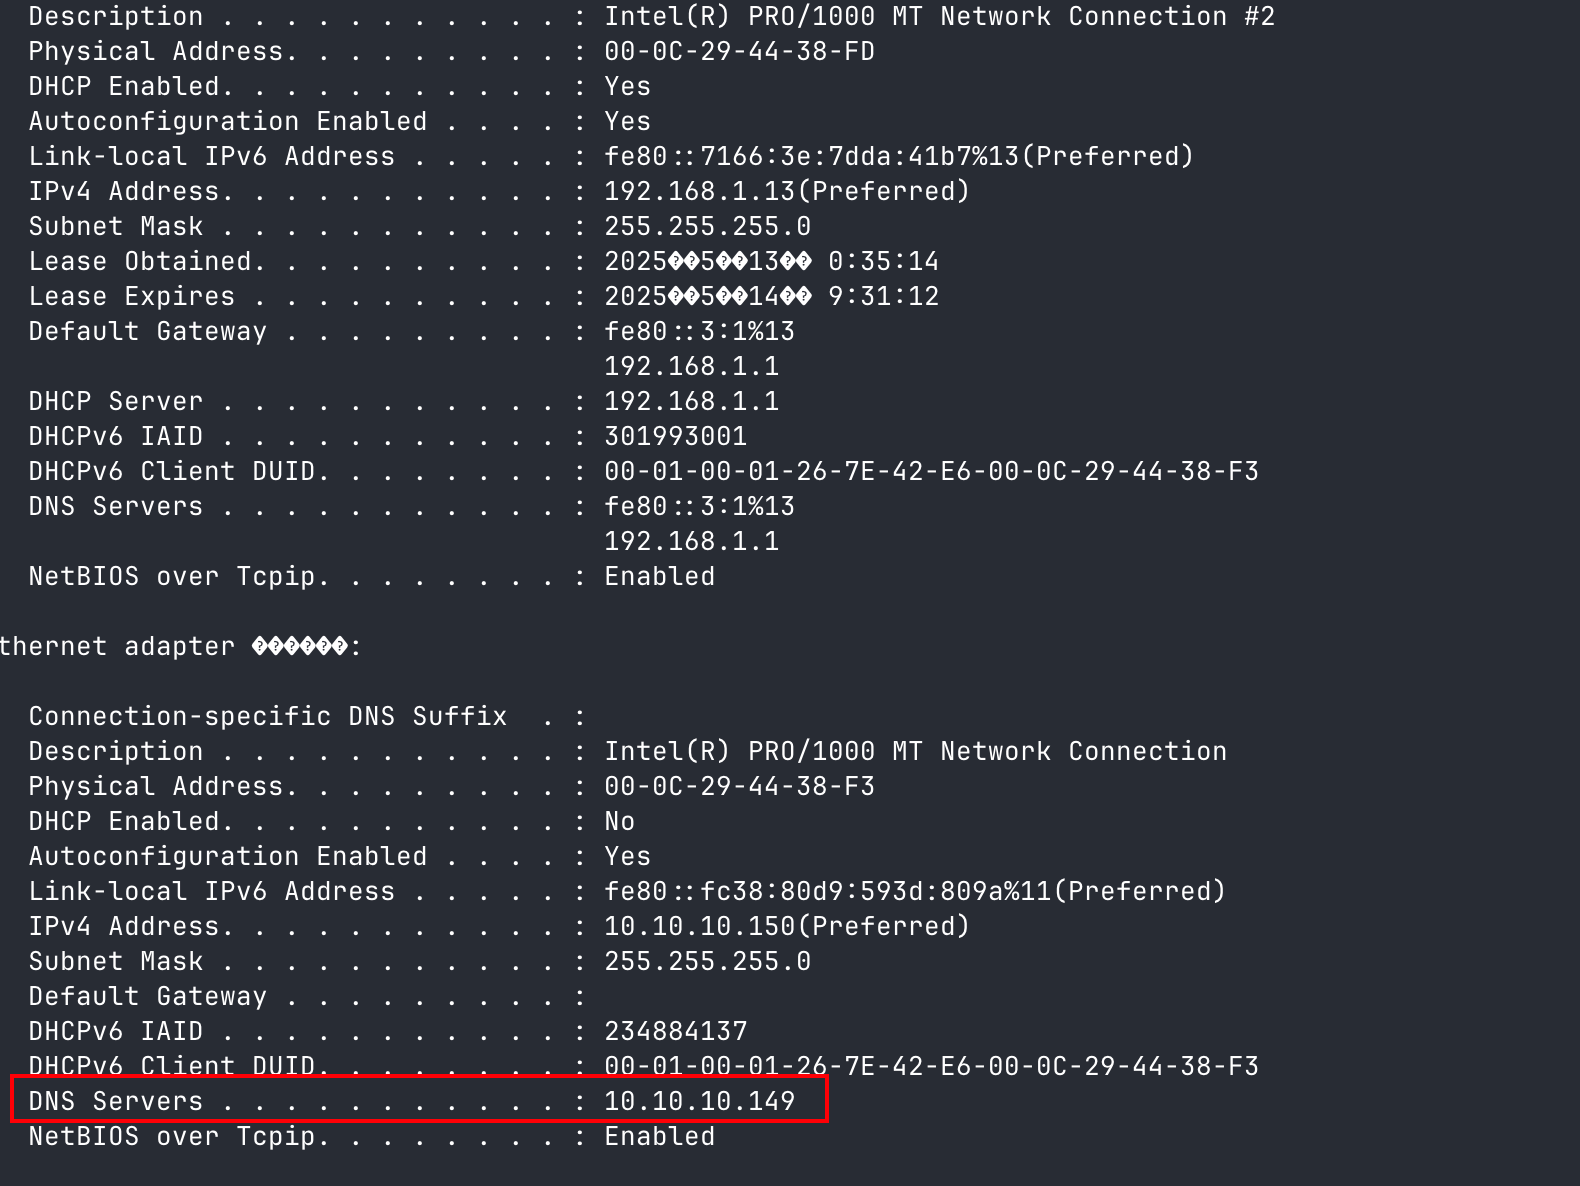 Description . . . . . . . . . . . : Intel(R) PRO/1000 MT Network Connection #2
Physical Address. . . . . . . . . : 00-0C-29-44-38-FD
DHCP Enabled. . . . . . . . . . . : Yes
Autoconfiguration Enabled . . . . : Yes
Link-local IPv6 Address . . . . . : fe80::7166:3e:7dda:41b7%13(Preferred)
IPv4 Address. . . . . . . . . . . : 192.168.1.13(Preferred)
Subnet Mask . . . . . . . . . . . : 255.255.255.0
Lease Obtained. . . . . . . . . . : 2025��5��13�� 0:35:14
Lease Expires . . . . . . . . . . : 2025��5��14�� 9:31:12
Default Gateway . . . . . . . . . : fe80::3:1%13
192.168.1.1
DHCP Server . . . . . . . . . . . : 192.168.1.1
DHCPv6 IAID . . . . . . . . . . . : 301993001
DHCPv6 Client DUID. . . . . . . . : 00-01-00-01-26-7E-42-E6-00-0C-29-44-38-F3
DNS Servers . . . . . . . . . . . : fe80::3:1%13
192.168.1.1
NetBIOS over Tcpip. . . . . . . . : Enabled
thernet adapter ������:
Connection-specific DNS Suffix  . :
Description . . . . . . . . . . . : Intel(R) PRO/1000 MT Network Connection
Physical Address. . . . . . . . . : 00-0C-29-44-38-F3
DHCP Enabled. . . . . . . . . . . : No
Autoconfiguration Enabled . . . . : Yes
Link-local IPv6 Address . . . . . : fe80::fc38:80d9:593d:809a%11(Preferred)
IPv4 Address. . . . . . . . . . . : 10.10.10.150(Preferred)
Subnet Mask . . . . . . . . . . . : 255.255.255.0
Default Gateway . . . . . . . . . :
DHCPv6 IAID . . . . . . . . . . . : 234884137
DHCPv6 Client DUID. . . . . . . . : 00-01-00-01-26-7E-42-E6-00-0C-29-44-38-F3
DNS Servers . . . . . . . . . . . : 10.10.10.149
NetBIOS over Tcpip. . . . . . . . : Enabled